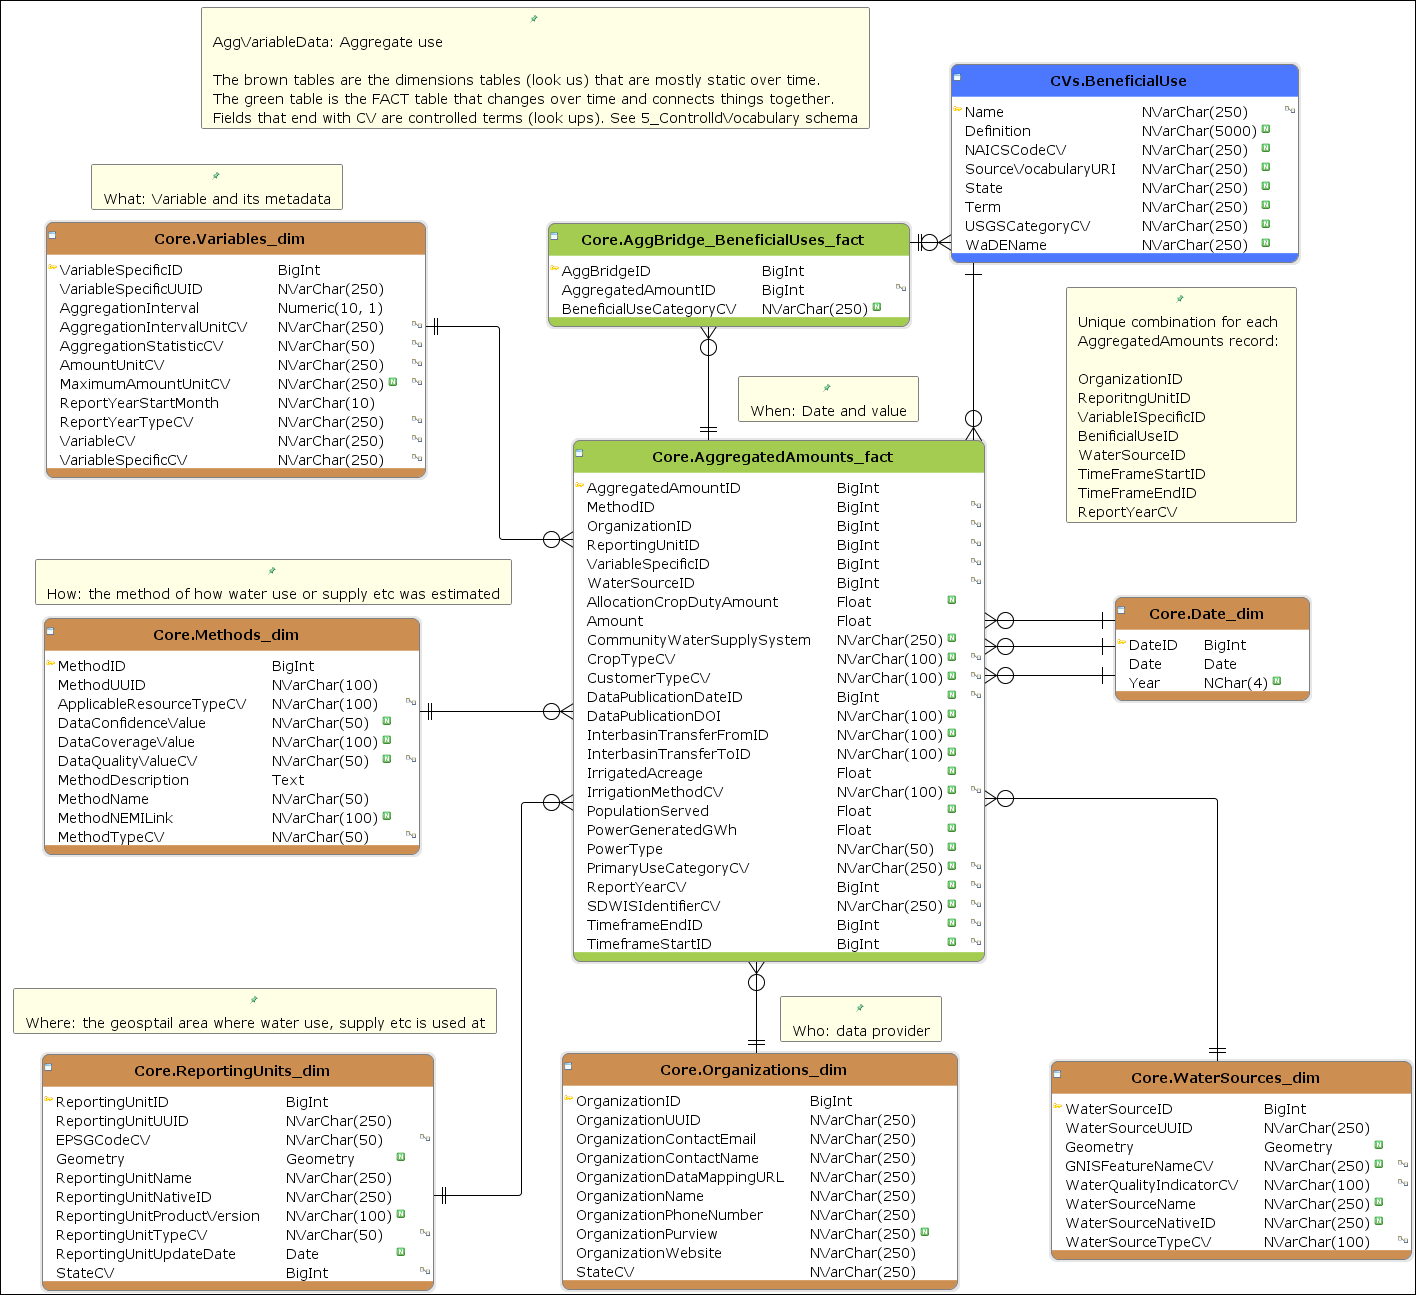 AggVariableData: Aggregate use
The brown tables are the dimensions tables (look us) that are mostly static over time.
The green table is the FACT table that changes over time and connects things together.
Fields that end with CV are controlled terms (look ups). See 5_ControlldVocabulary schema
CVs.BeneficialUse
Name NVarChar(250)
Definition NVarChar(5000) N
NAICSCodeCV NVarChar(250) N
SourceVocabularyURI NVarChar(250) N
State NVarChar(250) N
Term NVarChar(250) N
USGSCategoryCV NVarChar(250) N
WaDEName NVarChar(250) N
What: Variable and its metadata
Core.Variables_dim
VariableSpecificID BigInt
VariableSpecificUUID NVarChar(250)
AggregationInterval Numeric(10, 1)
AggregationIntervalUnitCV NVarChar(250)
AggregationStatisticCV NVarChar(50)
AmountUnitCV NVarChar(250)
MaximumAmountUnitCV NVarChar(250) N
ReportYearStartMonth NVarChar(10)
ReportYearTypeCV NVarChar(250)
VariableCV NVarChar(250)
VariableSpecificCV NVarChar(250)
Core.AggBridge_BeneficialUses_fact
AggBridgeID BigInt
AggregatedAmountID BigInt
BeneficialUseCategoryCV NVarChar(250) N
Unique combination for each
AggregatedAmounts record:
OrganizationID
ReporitngUnitID
VariableISpecificID
BenificialUseID
WaterSourceID
TimeFrameStartID
TimeFrameEndID
ReportYearCV
When: Date and value
Core.AggregatedAmounts_fact
AggregatedAmountID BigInt
MethodID BigInt
OrganizationID BigInt
ReportingUnitID BigInt
VariableSpecificID BigInt
WaterSourceID BigInt
AllocationCropDutyAmount Float N
Amount Float
CommunityWaterSupplySystem NVarChar(250) N
CropTypeCV NVarChar(100) N
CustomerTypeCV NVarChar(100) N
DataPublicationDateID BigInt N
DataPublicationDOI NVarChar(100) N
InterbasinTransferFromID NVarChar(100) N
InterbasinTransferToID NVarChar(100) N
IrrigatedAcreage Float N
IrrigationMethodCV NVarChar(100) N
PopulationServed Float N
PowerGeneratedGWh Float N
PowerType NVarChar(50) N
PrimaryUseCategoryCV NVarChar(250) N
ReportYearCV BigInt N
SDWISIdentifierCV NVarChar(250) N
TimeframeEndID BigInt N
TimeframeStartID BigInt N
How: the method of how water use or supply etc was estimated
Core.Methods_dim
MethodID BigInt
MethodUUID NVarChar(100)
ApplicableResourceTypeCV NVarChar(100)
DataConfidenceValue NVarChar(50) N
DataCoverageValue NVarChar(100) N
DataQualityValueCV NVarChar(50) N
MethodDescription Text
MethodName NVarChar(50)
MethodNEMILink NVarChar(100) N
MethodTypeCV NVarChar(50)
Core.Date_dim
DateID BigInt
Date Date
Year NChar(4) N
Where: the geosptail area where water use, supply etc is used at
Core.ReportingUnits_dim
ReportingUnitID BigInt
ReportingUnitUUID NVarChar(250)
EPSGCodeCV NVarChar(50)
Geometry Geometry N
ReportingUnitName NVarChar(250)
ReportingUnitNativeID NVarChar(250)
ReportingUnitProductVersion NVarChar(100) N
ReportingUnitTypeCV NVarChar(50)
ReportingUnitUpdateDate Date N
StateCV BigInt
Who: data provider
Core.Organizations_dim
OrganizationID BigInt
OrganizationUUID NVarChar(250)
OrganizationContactEmail NVarChar(250)
OrganizationContactName NVarChar(250)
OrganizationDataMappingURL NVarChar(250)
OrganizationName NVarChar(250)
OrganizationPhoneNumber NVarChar(250)
OrganizationPurview NVarChar(250) N
OrganizationWebsite NVarChar(250)
StateCV NVarChar(250)
Core.WaterSources_dim
WaterSourceID BigInt
WaterSourceUUID NVarChar(250)
Geometry Geometry N
GNISFeatureNameCV NVarChar(250) N
WaterQualityIndicatorCV NVarChar(100)
WaterSourceName NVarChar(250) N
WaterSourceNativeID NVarChar(250) N
WaterSourceTypeCV NVarChar(100)